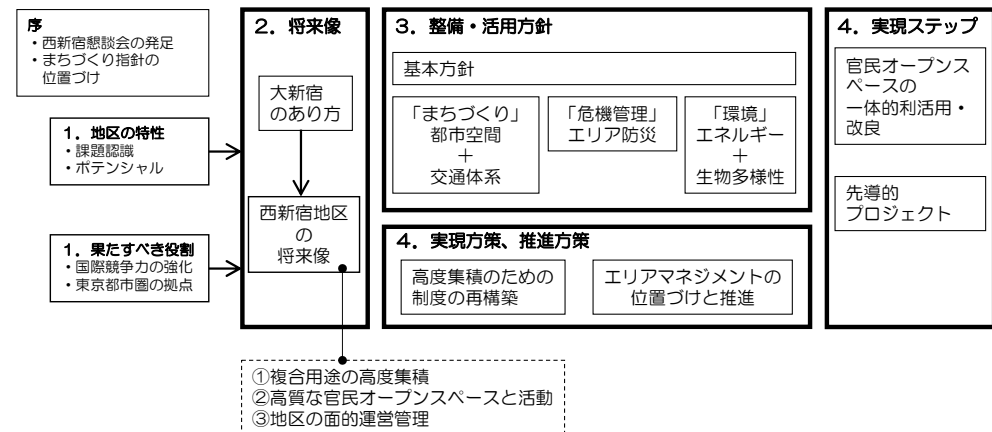 序
・西新宿懇談会の発足
・まちづくり指針の
位置づけ
1．地区の特性
・課題認識
・ポテンシャル
1．果たすべき役割
・国際競争力の強化
・東京都市圏の拠点
2．将来像
大新宿
のあり方
西新宿地区
の
将来像
①複合用途の高度集積
②高質な官民オープンスペースと活動
③地区の面的運営管理
3．整備・活用方針
基本方針
「まちづくり」
都市空間
＋
交通体系
「危機管理」
エリア防災
「環境」
エネルギー
＋
生物多様性
4．実現方策、推進方策
高度集積のための
制度の再構築
エリアマネジメントの
位置づけと推進
4．実現ステップ
官民オープンス
ペースの
一体的利活用・
改良
先導的
プロジェクト